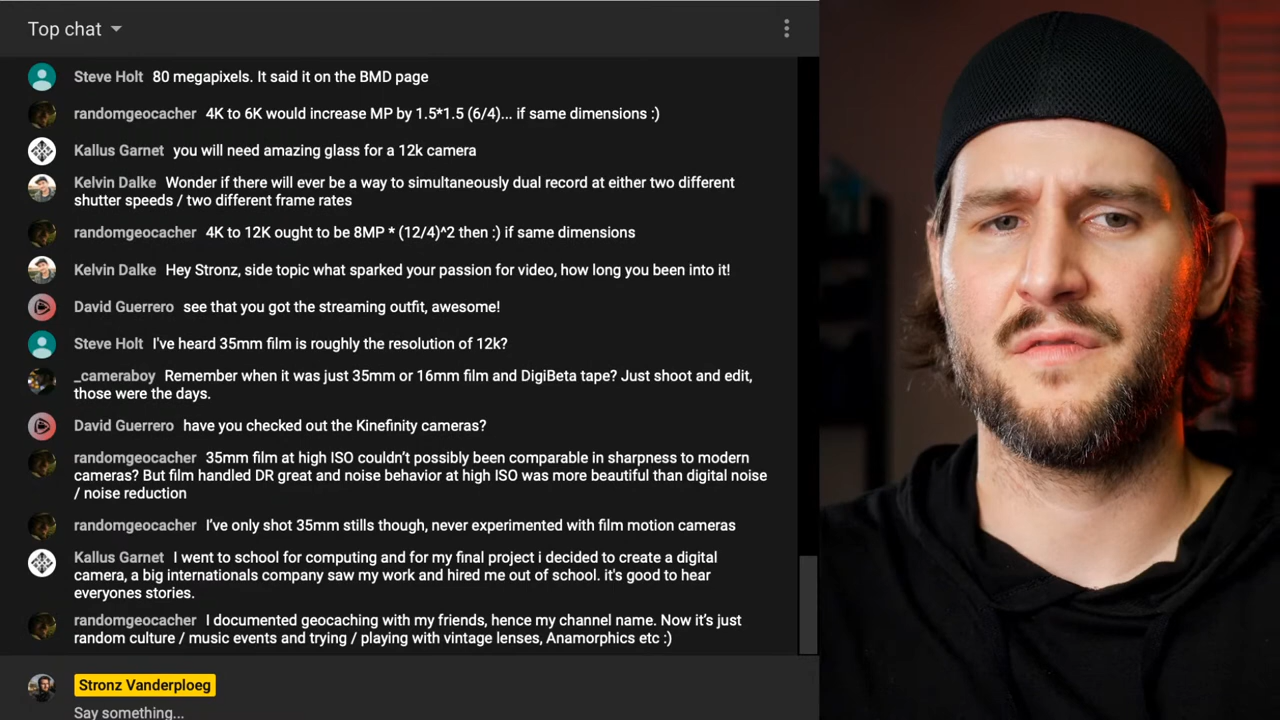 Top chat
Steve Holt 80 megapixels. It said it on the BMD page
randomgeocacher 4K to 6K would increase MP by 1.5*1.5 (6/4)... if same dimensions :)
Kallus Garnet you will need amazing glass for a 12k camera
Kelvin Dalke Wonder if there will ever be a way to simultaneously dual record at either two different
shutter speeds / two different frame rates
randomgeocacher 4K to 12K ought to be 8MP * (12/4)^2 then :) if same dimensions
Kelvin Dalke Hey Stronz, side topic what sparked your passion for video, how long you been into it!
David Guerrero see that you got the streaming outfit, awesome!
Steve Holt I've heard 35mm film is roughly the resolution of 12k?
_cameraboy Remember when it was just 35mm or 16mm film and DigiBeta tape? Just shoot and edit,
those were the days.
David Guerrero have you checked out the Kinefinity cameras?
randomgeocacher 35mm film at high ISO couldn't possibly been comparable in sharpness to modern
cameras? But film handled DR great and noise behavior at high ISO was more beautiful than digital noise
/ noise reduction
randomgeocacher I've only shot 35mm stills though, never experimented with film motion cameras
Kallus Garnet I went to school for computing and for my final project i decided to create a digital
camera, a big internationals company saw my work and hired me out of school. it's good to hear
everyones stories.
randomgeocacher I documented geocaching with my friends, hence my channel name. Now it's just
random culture / music events and trying / playing with vintage lenses, Anamorphics etc :)
Stronz Vanderploeg
Say something...